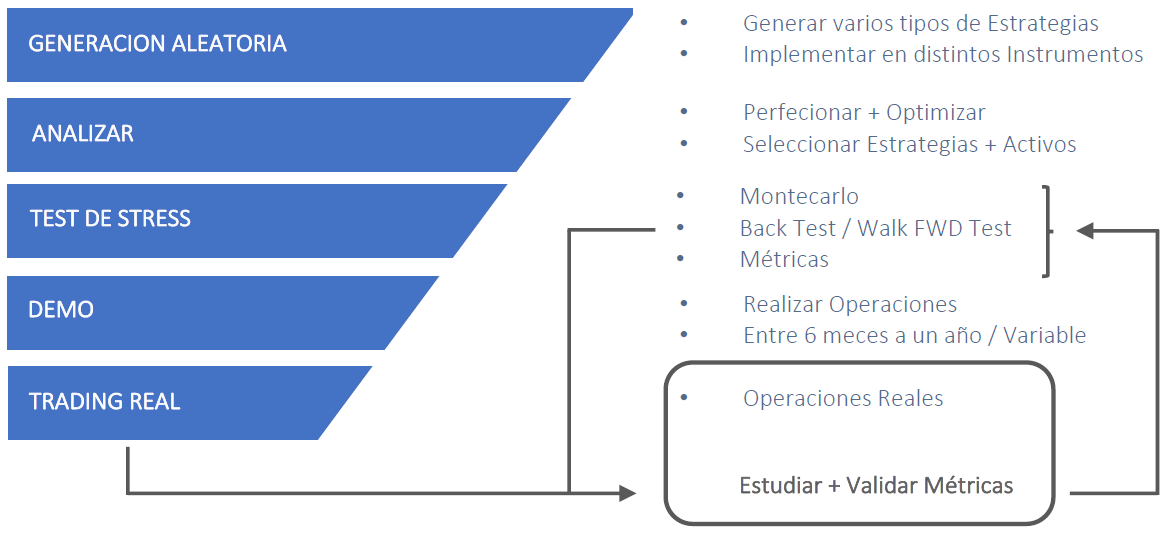 GENERACION ALEATORIA
• Generar varios tipos de Estrategias
• Implementar en distintos Instrumentos
ANALIZAR
• Perfecionar + Optimizar
• Seleccionar Estrategias + Activos
TEST DE STRESS
• Montecarlo
• Back Test / Walk FWD Test
• Métricas
DEMO
• Realizar Operaciones
• Entre 6 meces a un año / Variable
TRADING REAL
• Operaciones Reales
Estudiar + Validar Métricas